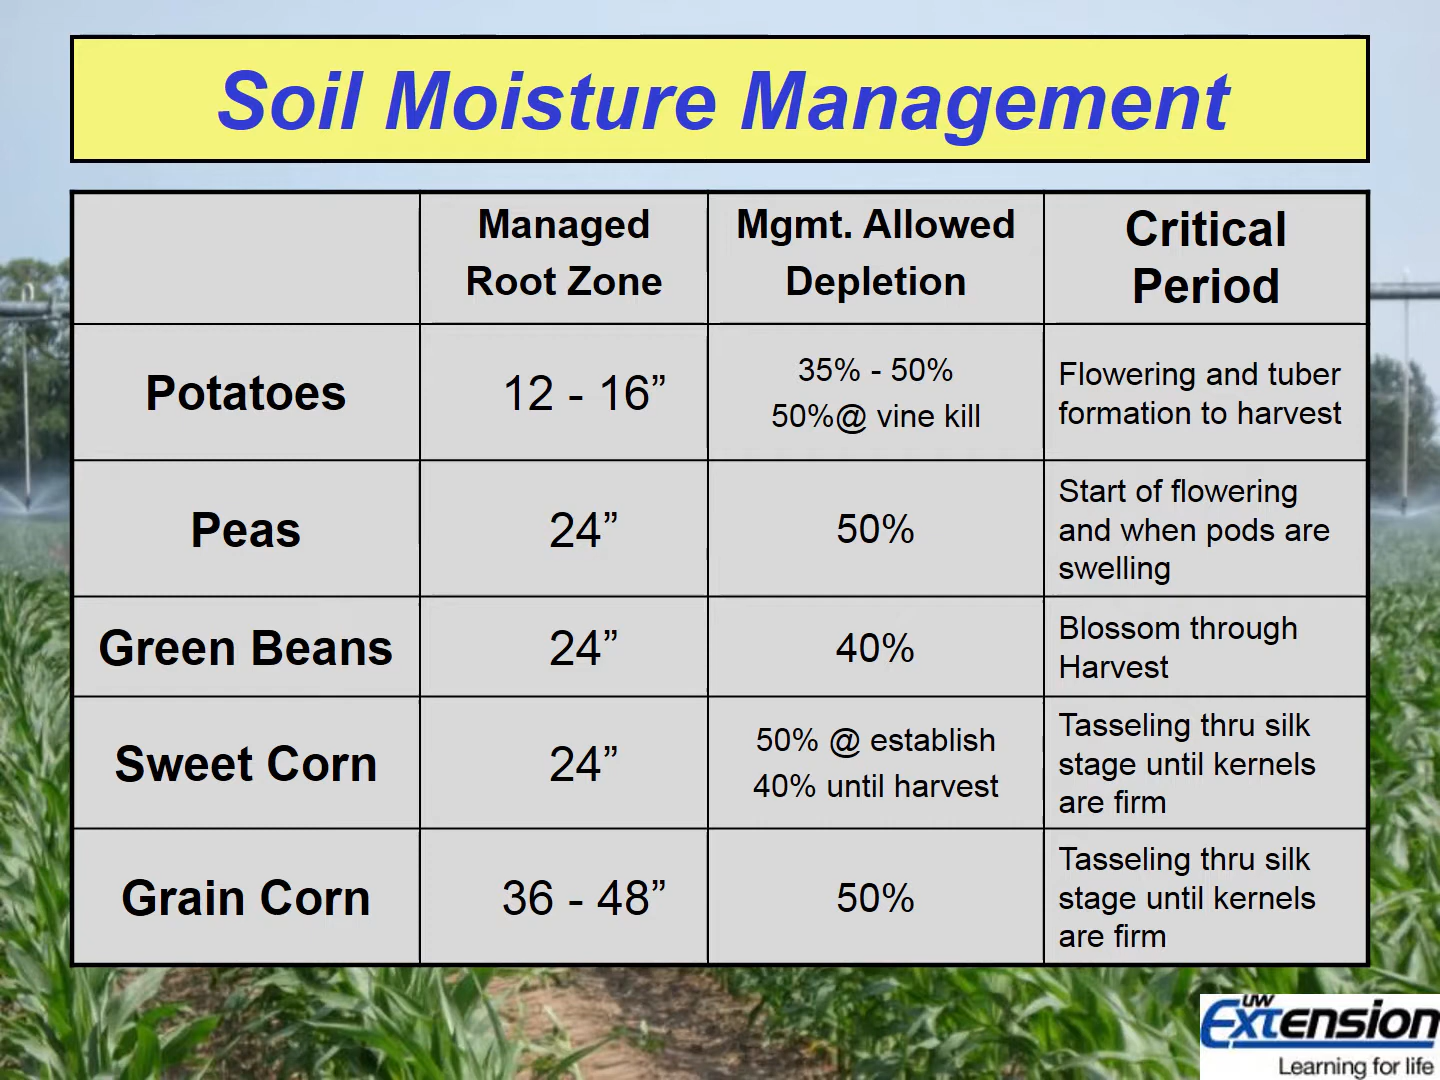 Soil Moisture Management
Managed
Root Zone
Mgmt. Allowed
Depletion
Critical
Period
Potatoes
12 - 16”
35% - 50%
50%@ vine kill
Flowering and tuber
formation to harvest
Peas
24”
50%
Start of flowering
and when pods are
swelling
Green Beans
24”
40%
Blossom through
Harvest
Sweet Corn
24”
50% @ establish
40% until harvest
Tasseling thru silk
stage until kernels
are firm
Grain Corn
36 - 48”
50%
Tasseling thru silk
stage until kernels
are firm
UW
Extension
Learning for life